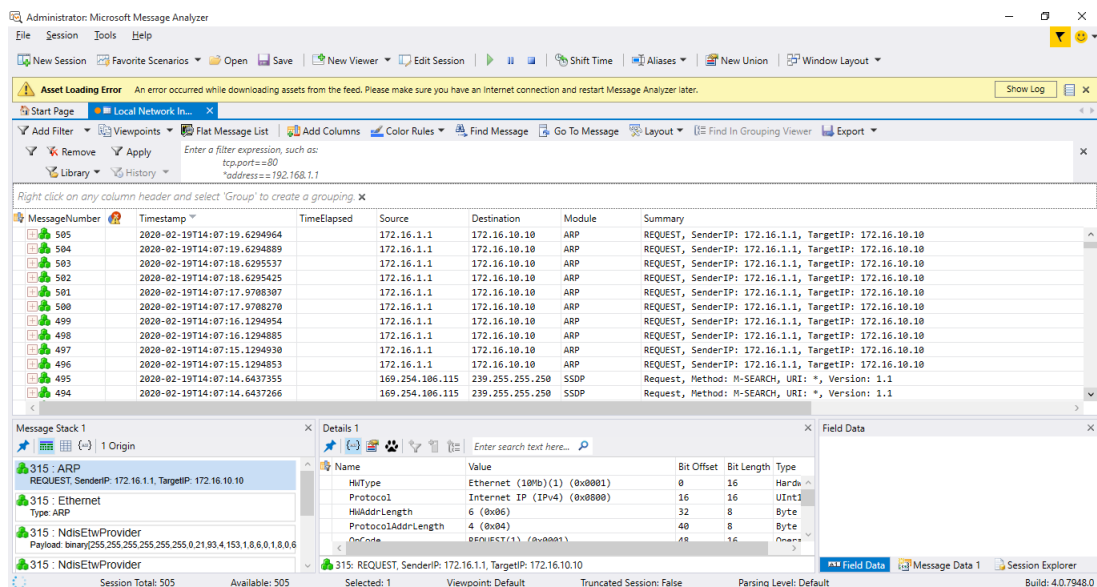 Administrator: Microsoft Message Analyzer
File Session Tools Help
New Session Favorite Scenarios Open Save New Viewer Edit Session Shift Time Aliases New Union Window Layout
Asset Loading Error An error occurred while downloading assets from the feed. Please make sure you have an Internet connection and restart Message Analyzer later. Show Log
Start Page Local Network In...
Add Filter Viewpoints Flat Message List Add Columns Color Rules Find Message Go To Message Layout Find In Grouping Viewer Export
Remove Apply Enter a filter expression, such as:
tcp.port==80
Library History *address==192.168.1.1
Right click on any column header and select 'Group' to create a grouping.
MessageNumber Timestamp TimeElapsed Source Destination Module Summary
505 2020-02-19T14:07:19.6294964 172.16.1.1 172.16.10.10 ARP REQUEST, SenderIP: 172.16.1.1, TargetIP: 172.16.10.10
504 2020-02-19T14:07:19.6294889 172.16.1.1 172.16.10.10 ARP REQUEST, SenderIP: 172.16.1.1, TargetIP: 172.16.10.10
503 2020-02-19T14:07:18.6295537 172.16.1.1 172.16.10.10 ARP REQUEST, SenderIP: 172.16.1.1, TargetIP: 172.16.10.10
502 2020-02-19T14:07:18.6295425 172.16.1.1 172.16.10.10 ARP REQUEST, SenderIP: 172.16.1.1, TargetIP: 172.16.10.10
501 2020-02-19T14:07:17.9708307 172.16.1.1 172.16.10.10 ARP REQUEST, SenderIP: 172.16.1.1, TargetIP: 172.16.10.10
500 2020-02-19T14:07:17.9708270 172.16.1.1 172.16.10.10 ARP REQUEST, SenderIP: 172.16.1.1, TargetIP: 172.16.10.10
499 2020-02-19T14:07:16.1294954 172.16.1.1 172.16.10.10 ARP REQUEST, SenderIP: 172.16.1.1, TargetIP: 172.16.10.10
498 2020-02-19T14:07:16.1294885 172.16.1.1 172.16.10.10 ARP REQUEST, SenderIP: 172.16.1.1, TargetIP: 172.16.10.10
497 2020-02-19T14:07:15.1294930 172.16.1.1 172.16.10.10 ARP REQUEST, SenderIP: 172.16.1.1, TargetIP: 172.16.10.10
496 2020-02-19T14:07:15.1294853 172.16.1.1 172.16.10.10 ARP REQUEST, SenderIP: 172.16.1.1, TargetIP: 172.16.10.10
495 2020-02-19T14:07:14.6437355 169.254.106.115 239.255.255.250 SSDP Request, Method: M-SEARCH, URI: *, Version: 1.1
494 2020-02-19T14:07:14.6437266 169.254.106.115 239.255.255.250 SSDP Request, Method: M-SEARCH, URI: *, Version: 1.1
Message Stack 1
1 Origin
315 : ARP
REQUEST, SenderIP: 172.16.1.1, TargetIP: 172.16.10.10
315 : Ethernet
Type: ARP
315 : NdisEtwProvider
Payload: binary[255,255,255,255,255,255,0,21,93,4,153,1,8,6,0,1,8,0,6
315 : NdisEtwProvider
Details 1
Enter search text here...
Name Value Bit Offset Bit Length Type
HWType Ethernet (10Mb)(1) (0x0001) 0 16 Hardw
Protocol Internet IP (IPv4) (0x0800) 16 16 UInt1
HWAddrLength 6 (0x06) 32 8 Byte
ProtocolAddrLength 4 (0x04) 40 8 Byte
OpCode REQUEST(1) (0x0001) 48 16 Opera
315: REQUEST, SenderIP: 172.16.1.1, TargetIP: 172.16.10.10
Field Data
Field Data Message Data 1 Session Explorer
Session Total: 505 Available: 505 Selected: 1 Viewpoint: Default Truncated Session: False Parsing Level: Default Build: 4.0.7948.0